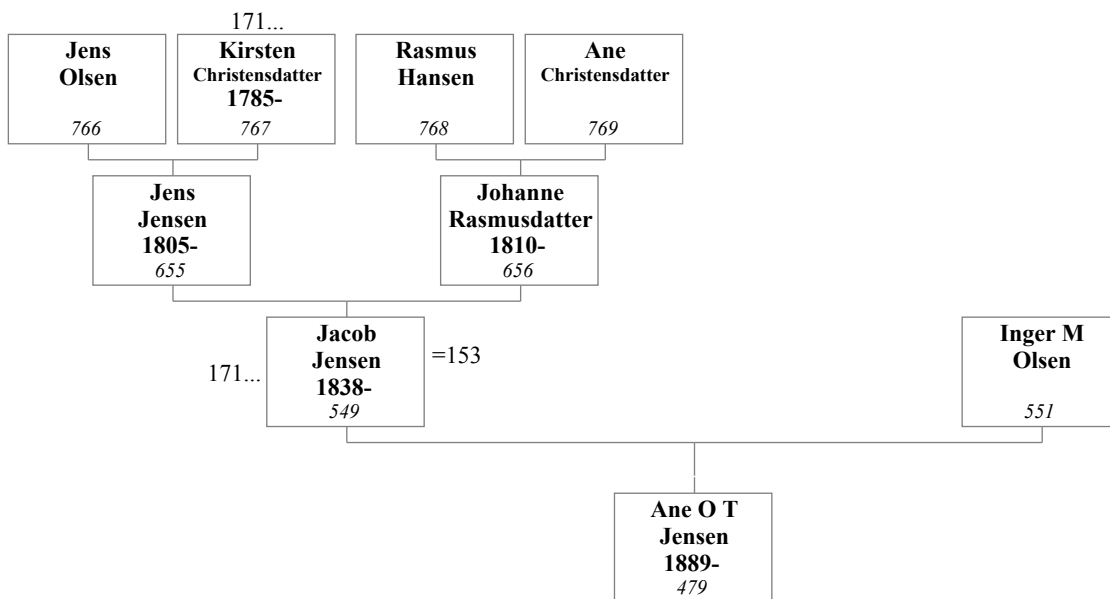 171...
Jens
Olsen
766
Kirsten
Christensdatter
1785-
767
Rasmus
Hansen
768
Ane
Christensdatter
769
Jens
Jensen
1805-
655
Johanne
Rasmusdatter
1810-
656
171...
Jacob
Jensen
1838-
549
=153
Inger M
Olsen
551
Ane O T
Jensen
1889-
479